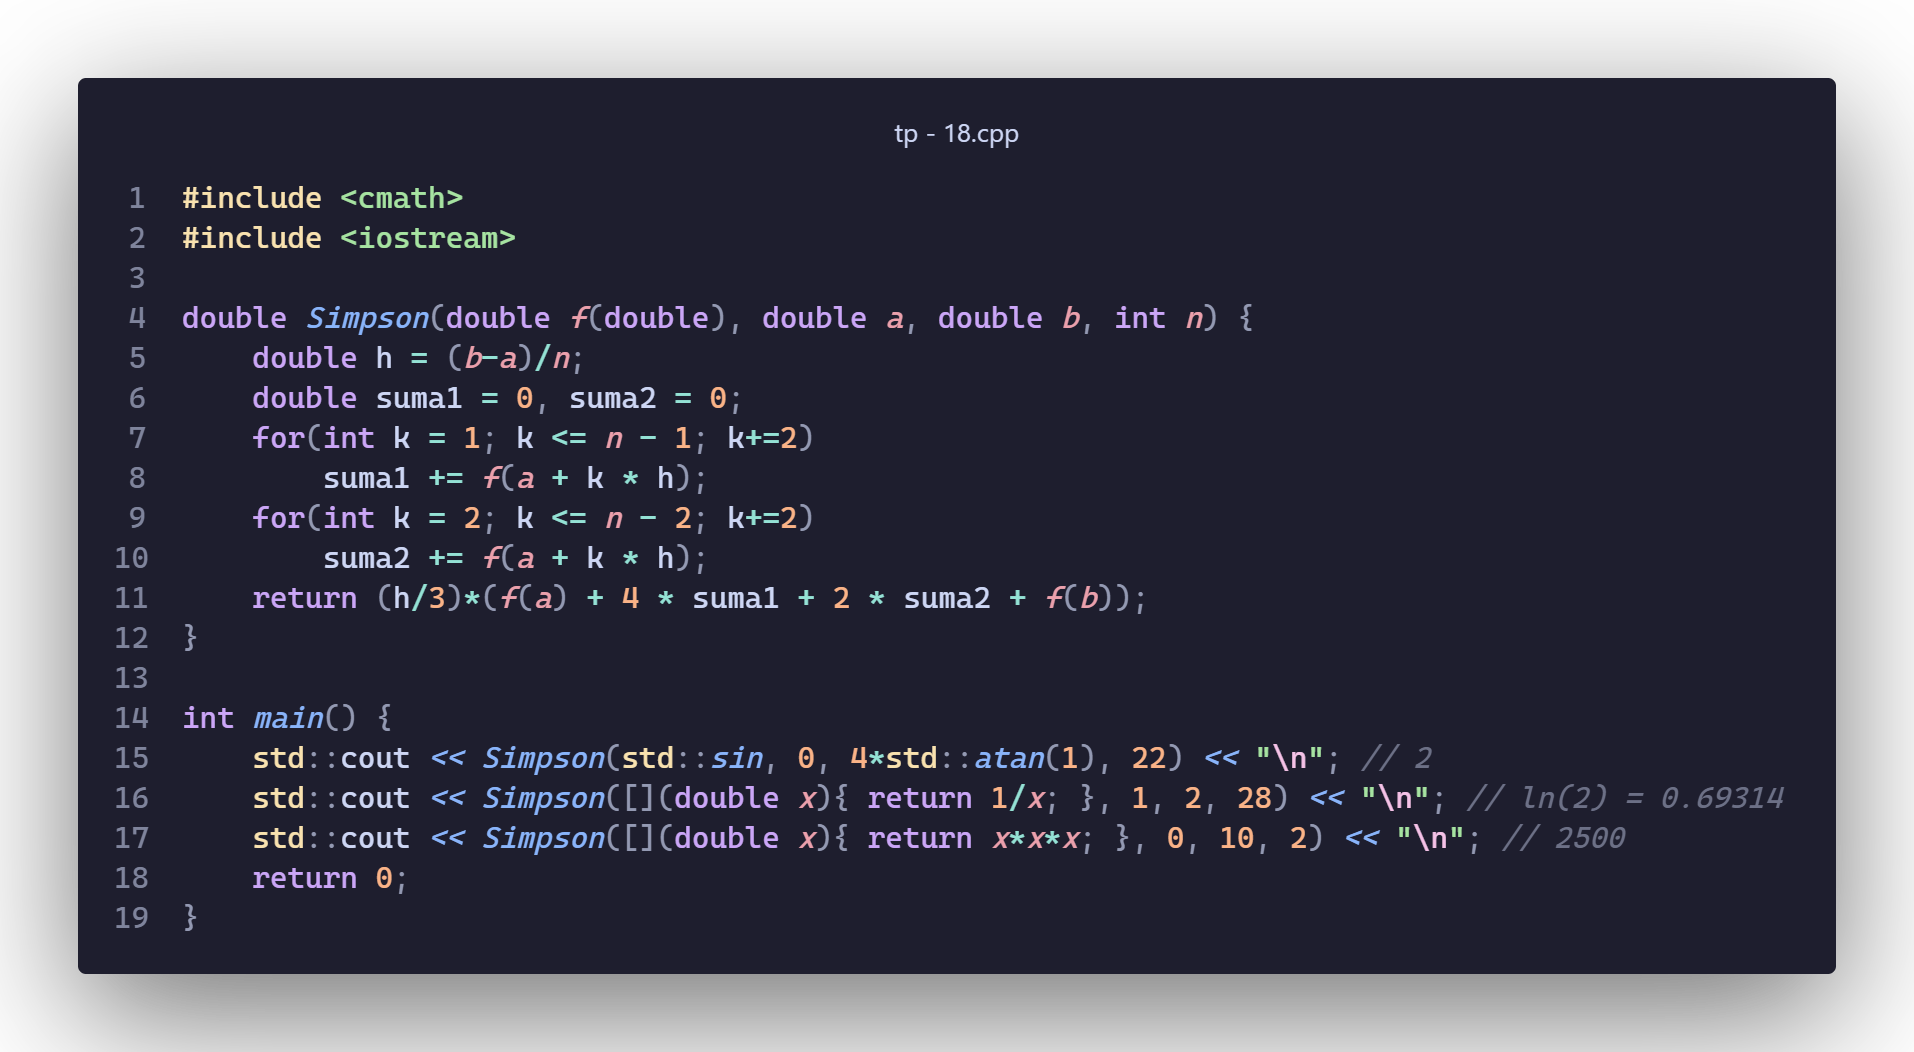 tp - 18.cpp
1 #include <cmath>
2 #include <iostream>
3
4 double Simpson(double f(double), double a, double b, int n) {
5     double h = (b-a)/n;
6     double suma1 = 0, suma2 = 0;
7     for(int k = 1; k <= n - 1; k+=2)
8         suma1 += f(a + k * h);
9     for(int k = 2; k <= n - 2; k+=2)
10         suma2 += f(a + k * h);
11     return (h/3)*(f(a) + 4 * suma1 + 2 * suma2 + f(b));
12 }
13
14 int main() {
15     std::cout << Simpson(std::sin, 0, 4*std::atan(1), 22) << "\n"; // 2
16     std::cout << Simpson([](double x){ return 1/x; }, 1, 2, 28) << "\n"; // ln(2) = 0.69314
17     std::cout << Simpson([](double x){ return x*x*x; }, 0, 10, 2) << "\n"; // 2500
18     return 0;
19 }